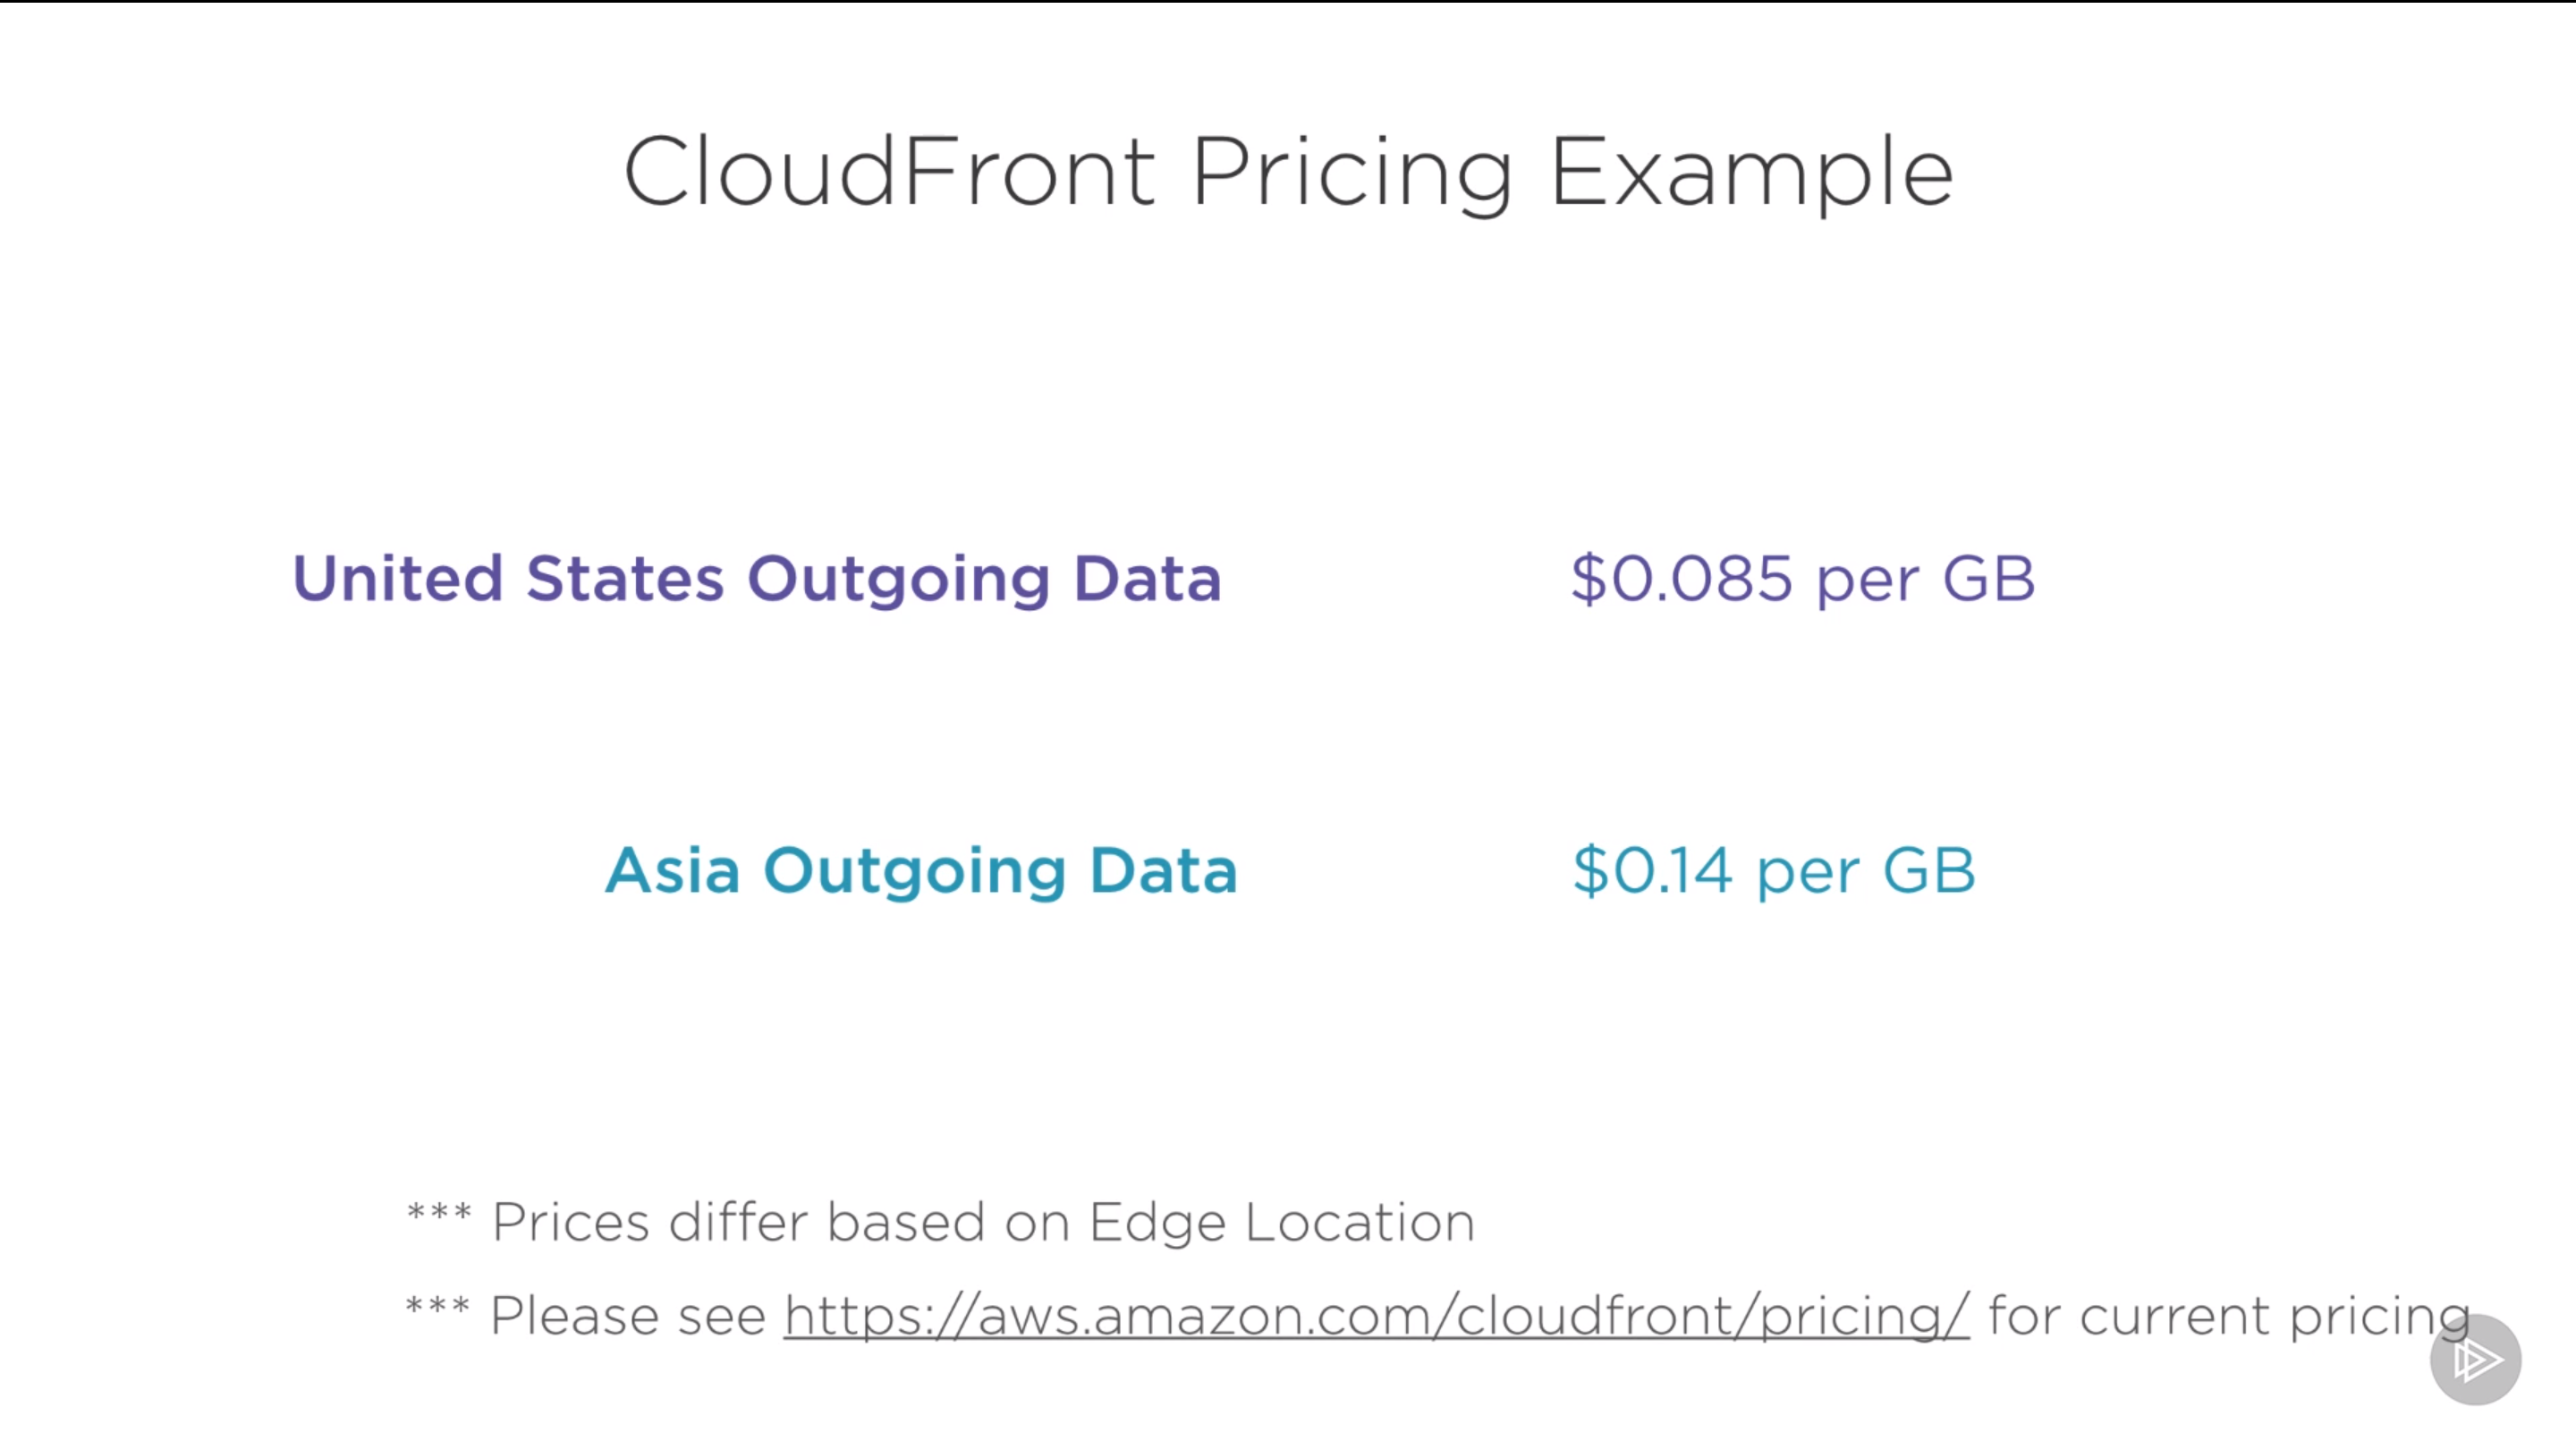 CloudFront Pricing Example
United States Outgoing Data $0.085 per GB
Asia Outgoing Data $0.14 per GB
*** Prices differ based on Edge Location
*** Please see https://aws.amazon.com/cloudfront/pricing/ for current pricing